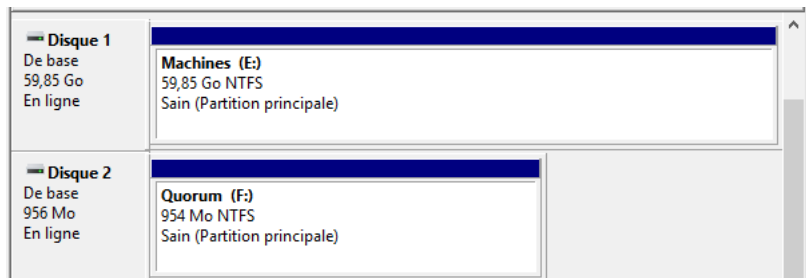 Disque 1
De base
59,85 Go
En ligne
Machines (E:)
59,85 Go NTFS
Sain (Partition principale)
Disque 2
De base
956 Mo
En ligne
Quorum (F:)
954 Mo NTFS
Sain (Partition principale)